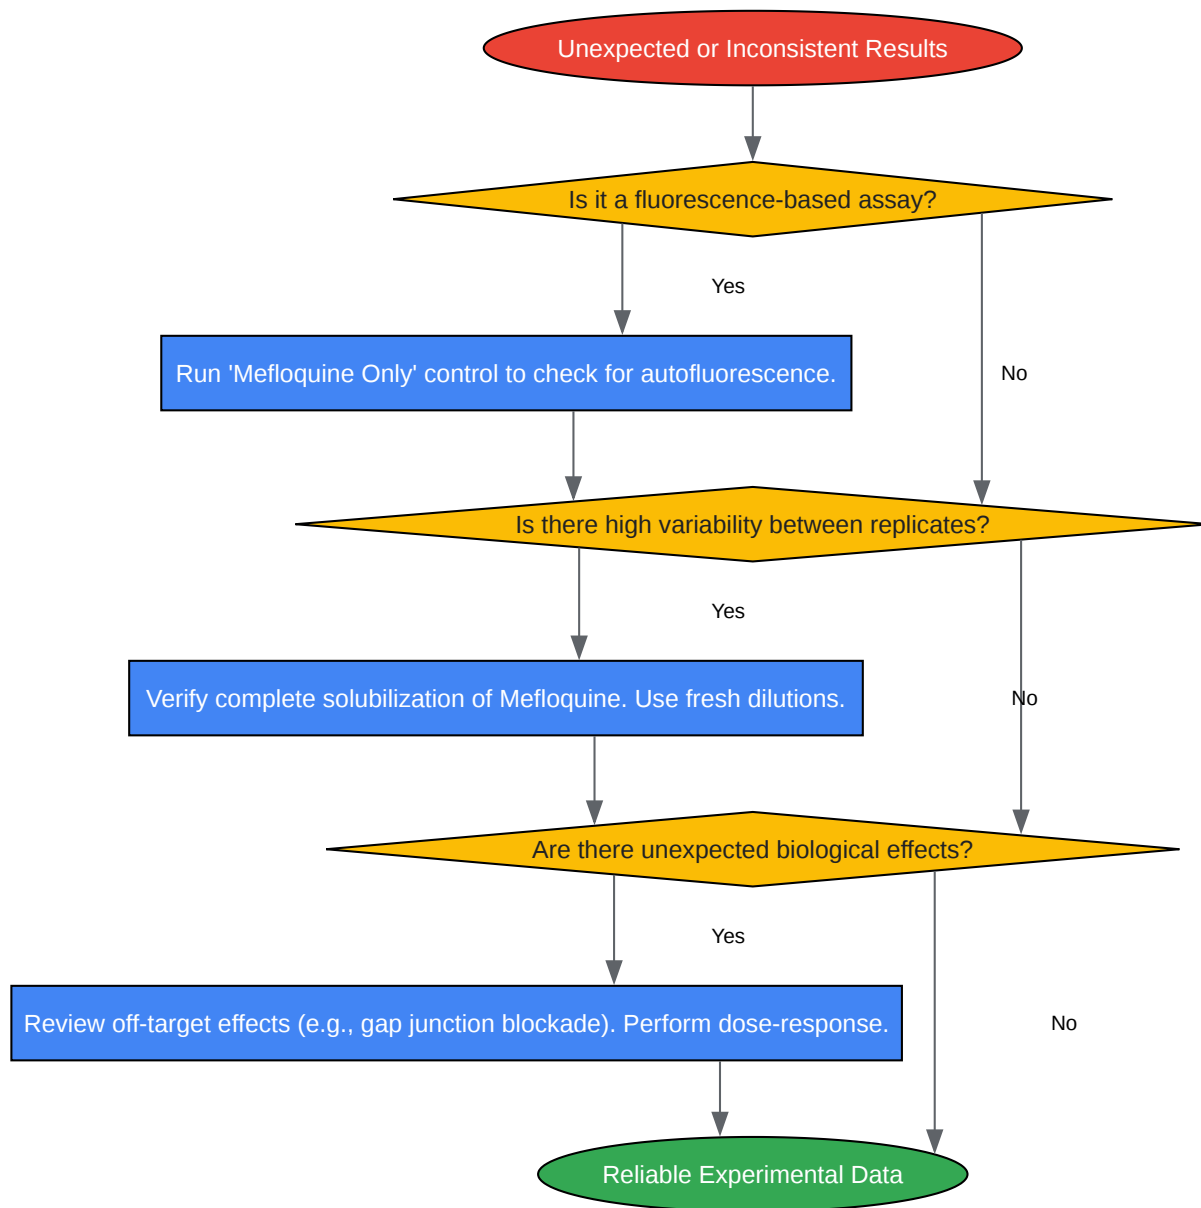 Unexpected or Inconsistent Results
Is it a fluorescence-based assay?
Yes
Run 'Mefloquine Only' control to check for autofluorescence.
No
Is there high variability between replicates?
Yes
Verify complete solubilization of Mefloquine. Use fresh dilutions.
No
Are there unexpected biological effects?
Yes
Review off-target effects (e.g., gap junction blockade). Perform dose-response.
No
Reliable Experimental Data